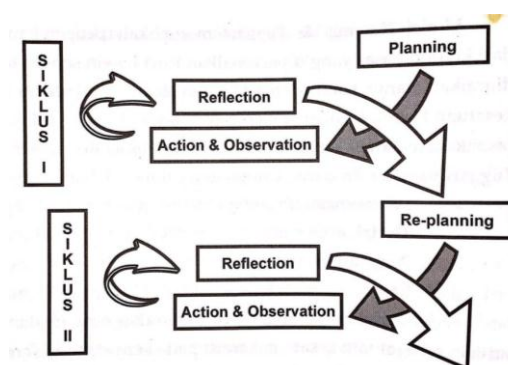 SIKLUS I
Planning
Reflection
Action & Observation
SIKLUS II
Re-planning
Reflection
Action & Observation